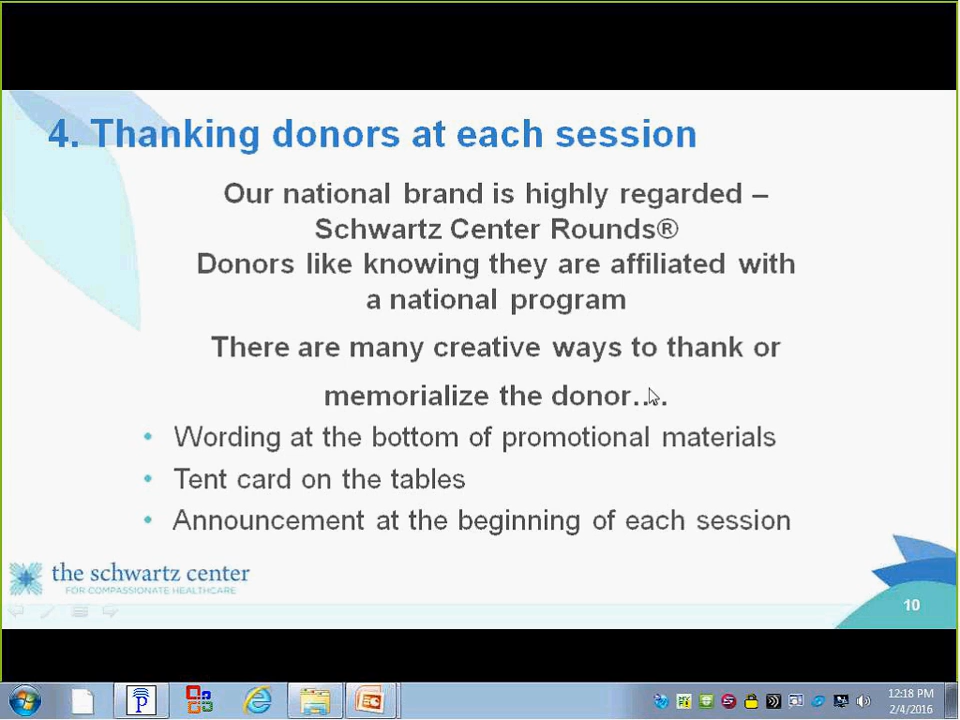 4. Thanking donors at each session
Our national brand is highly regarded –
Schwartz Center Rounds®
Donors like knowing they are affiliated with
a national program
There are many creative ways to thank or
memorialize the donor….
• Wording at the bottom of promotional materials
• Tent card on the tables
• Announcement at the beginning of each session
the schwartz center
FOR COMPASSIONATE HEALTHCARE
10
P
12:18 PM
2/4/2016